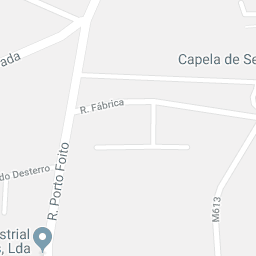 ada
Capela de Se
R. Fábrica
R. Porto Foito
do Desterro
M613
strial
s, Lda